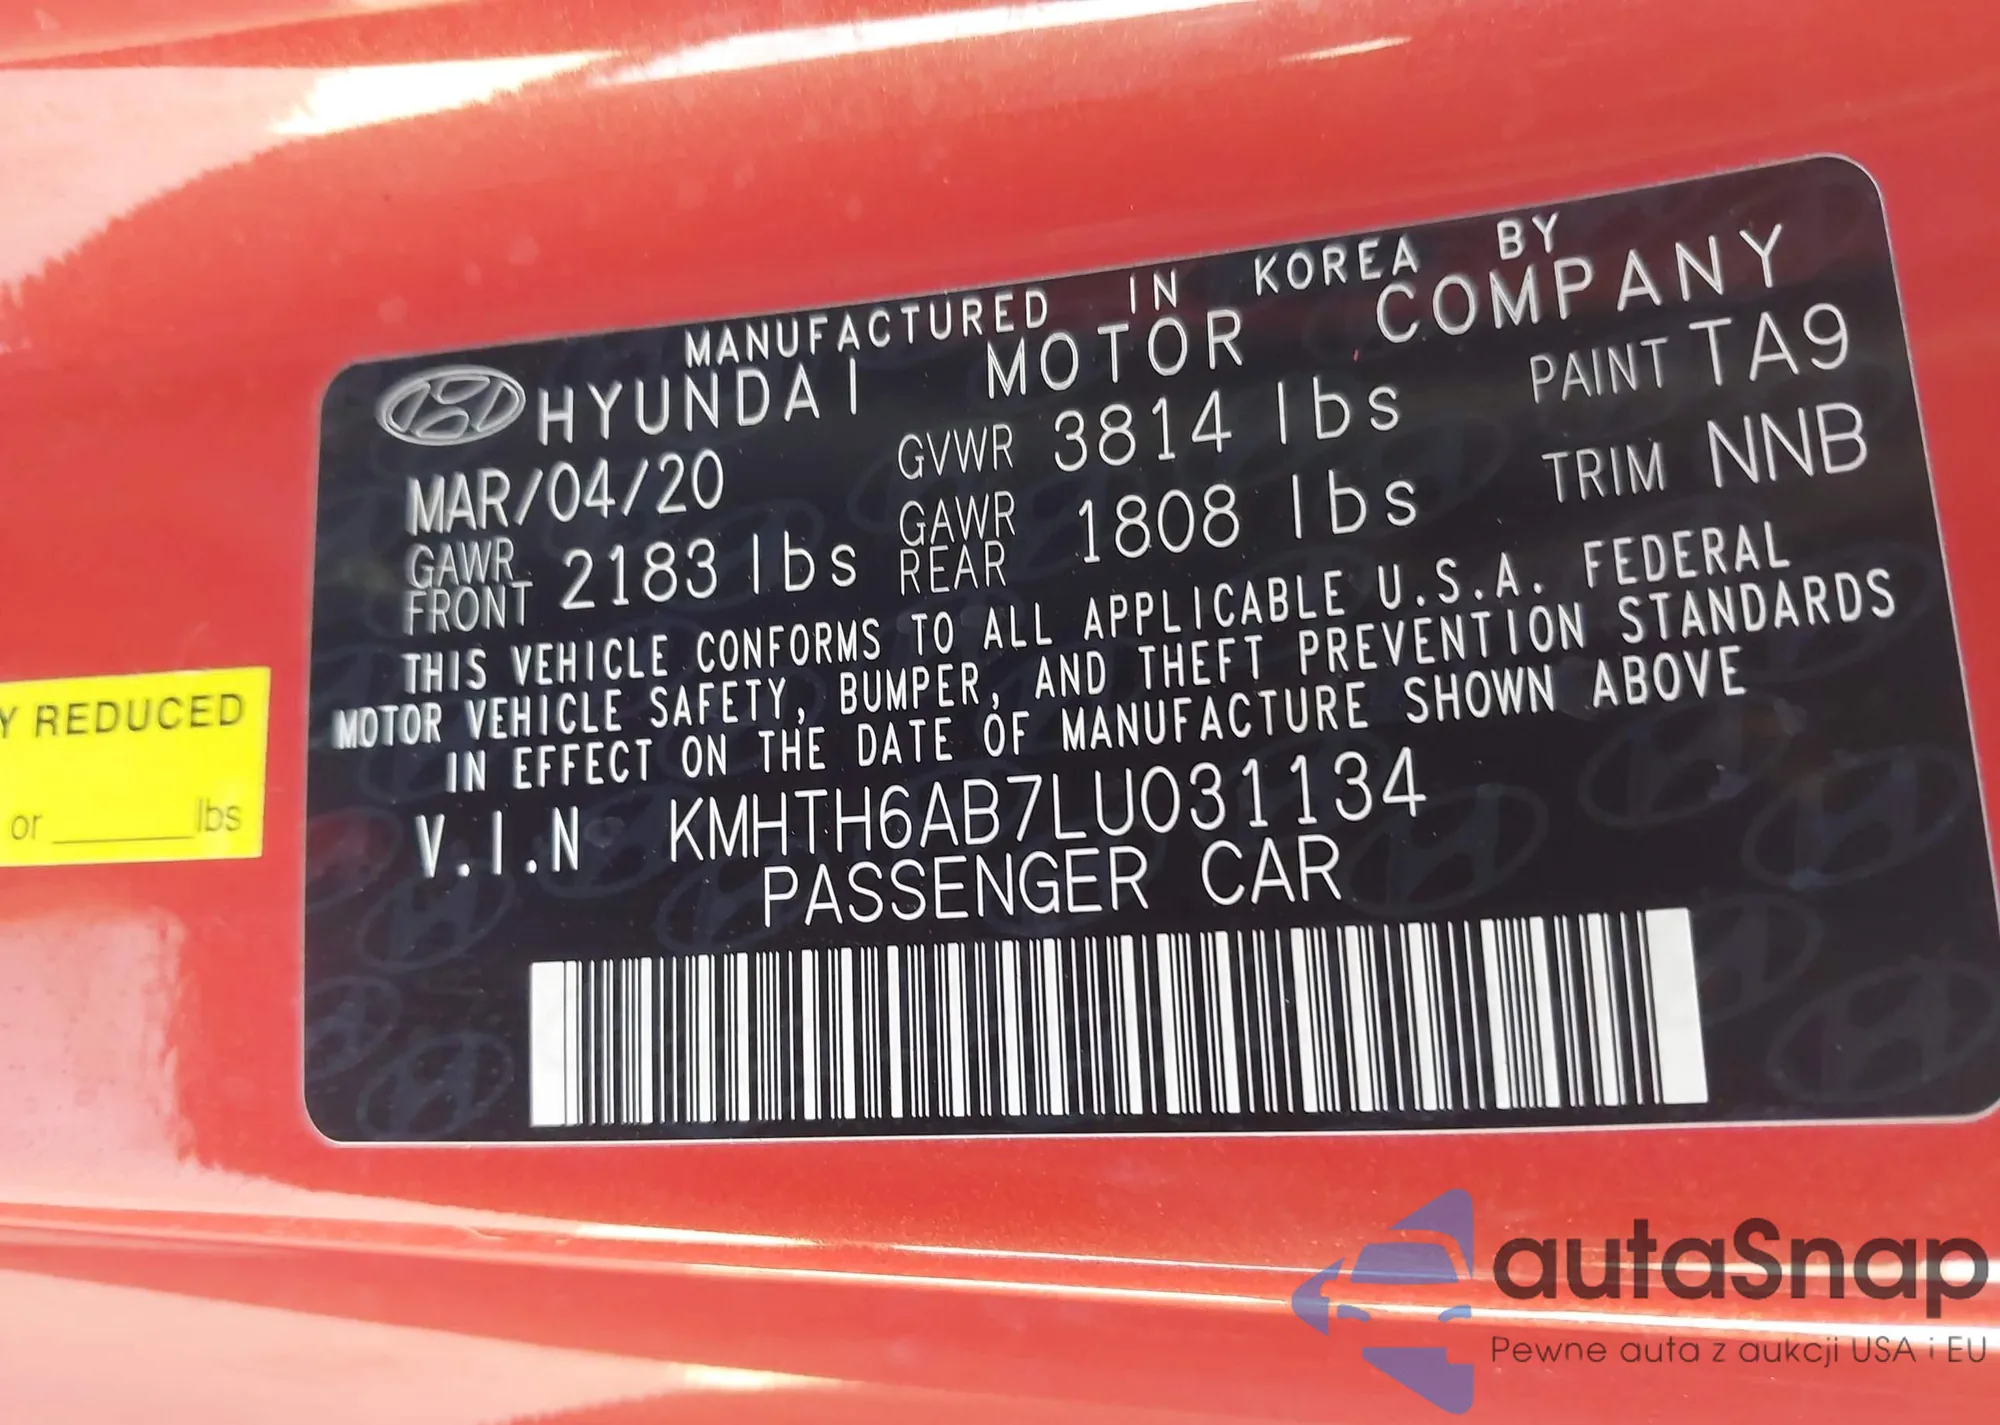 MANUFACTURED IN KOREA BY
HYUNDAI MOTOR COMPANY
MAR/04/20 GVWR 3814 lbs PAINT TA9
GAWR FRONT 2183 lbs GAWR REAR 1808 lbs TRIM NNB
THIS VEHICLE CONFORMS TO ALL APPLICABLE U.S.A. FEDERAL
MOTOR VEHICLE SAFETY, BUMPER, AND THEFT PREVENTION STANDARDS
IN EFFECT ON THE DATE OF MANUFACTURE SHOWN ABOVE
V.I.N KMHTH6AB7LU031134
PASSENGER CAR
Y REDUCED
or ______lbs
autaSnap
Pewne auta z aukcji USA i EU